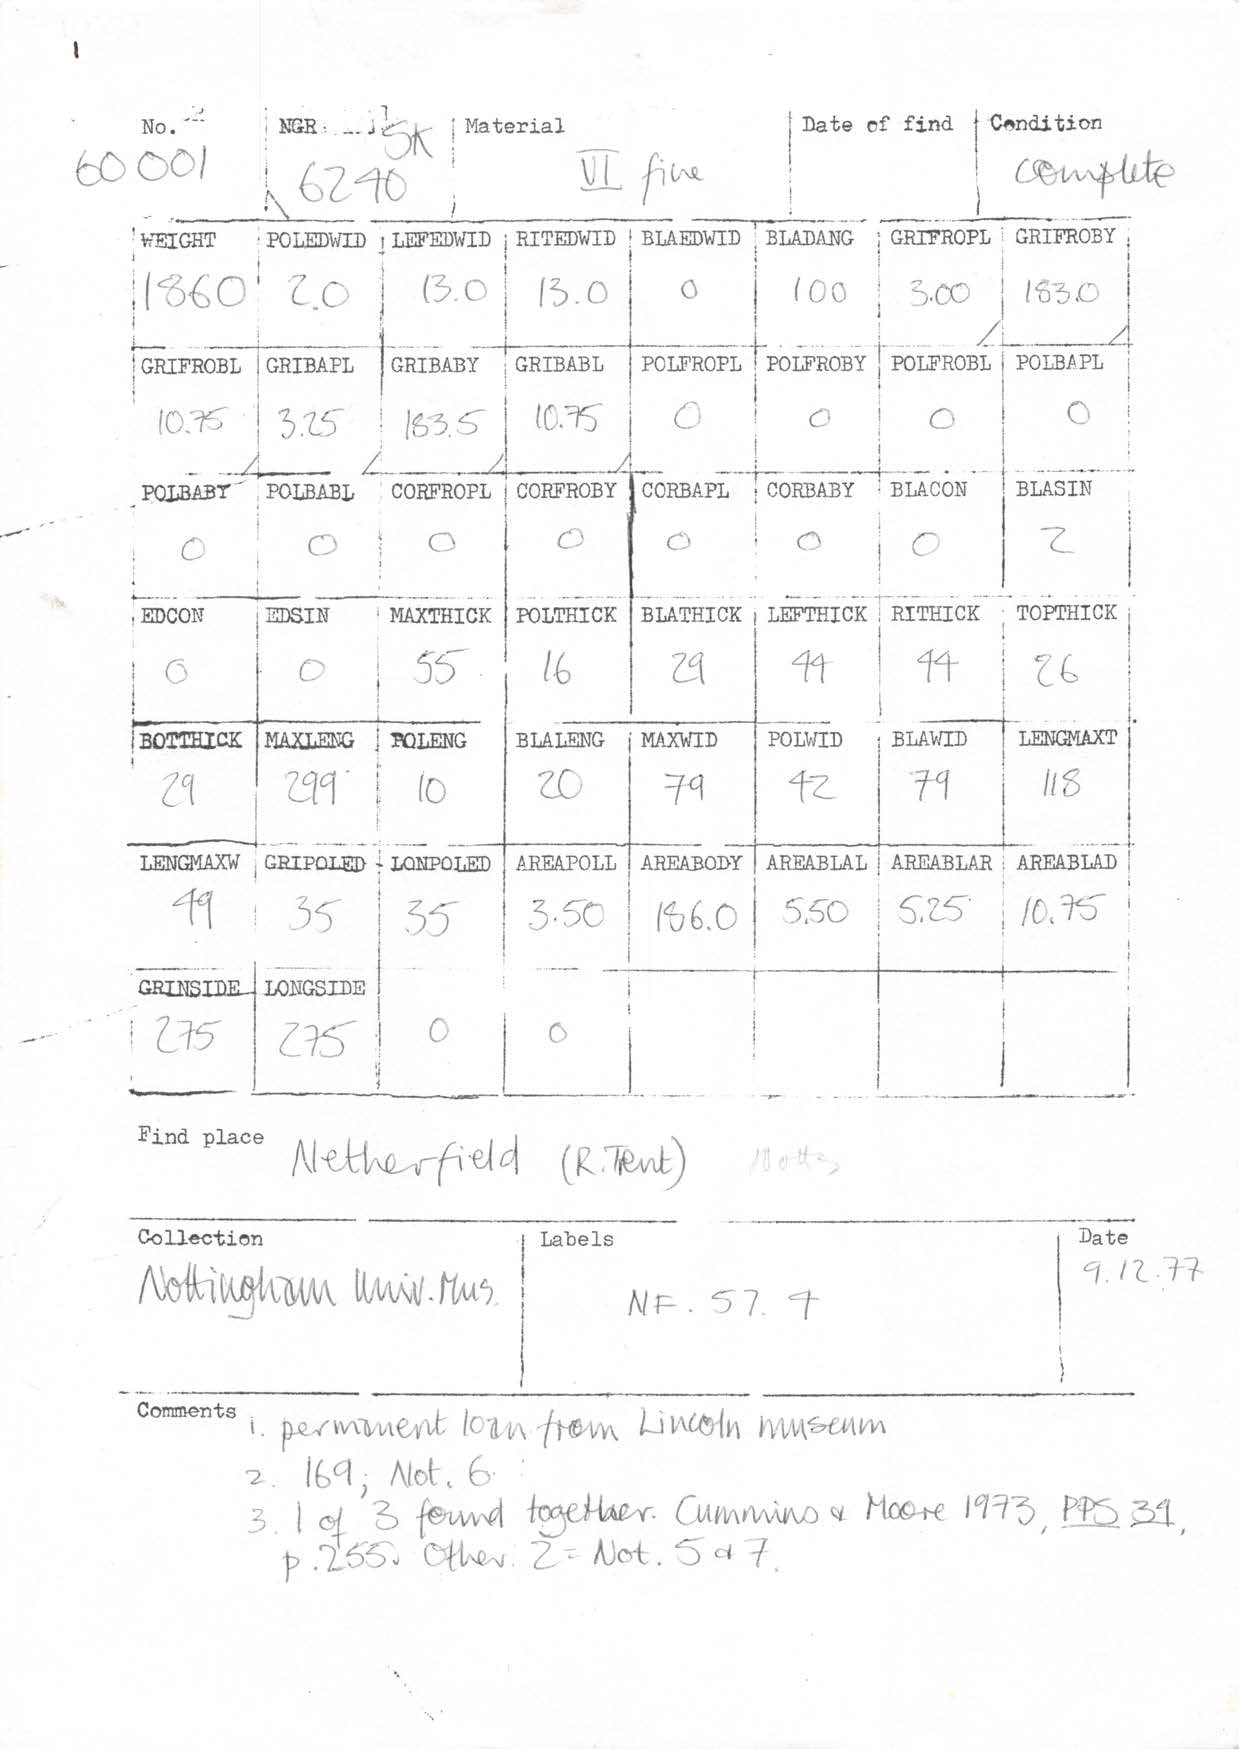 1
No. NGR SK Material Date of find Condition
60001 6240 VI fine complete
WEIGHT POLEDWID LEFEDWID RITEDWID BLAEDWID BLADANG GRIFROPL GRIFROBY
1860 2.0 13.0 13.0 0 100 3.00 183.0
GRIFROBL GRIBAPL GRIBABY GRIBABL POLFROPL POLFROBY POLFROBL POLBAPL
10.75 3.25 183.5 10.75 0 0 0 0
POLBABY POLBABL CORFROPL CORFROBY CORBAPL CORBABY BLACON BLASIN
0 0 0 0 0 0 0 2
EDCON EDSIN MAXTHICK POLTHICK BLATHICK LEFTHICK RITHICK TOPTHICK
0 0 55 16 29 44 44 26
BOTTHICK MAXLENG POLENG BLALENG MAXWID POLWID BLAWID LENGMAXT
29 299 10 20 79 42 79 118
LENGMAXW GRIPOLED LONPOLED AREAPOLL AREABODY AREABLAL AREABLAR AREABLAD
49 35 35 3.50 186.0 5.50 5.25 10.75
GRINSIDE LONGSIDE
275 275 0 0
Find place Netherfield (R. Trent) Notts
Collection Labels Date
Nottingham Univ. Mus. NF. 57. 4 9.12.77
Comments 1. permanent loan from Lincoln museum
2. 169; Not. 6
3. 1 of 3 found together. Cummins & Moore 1973, PPS 39,
p. 255. Other 2 = Not. 5 & 7.